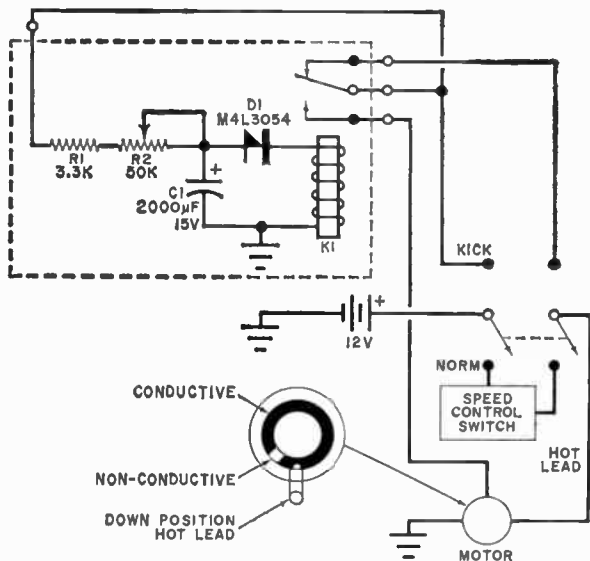 D1
M4L3054
R1
3.3K
R2
50K
+
C1
2000µF
15V
K1
KICK
+
12V
NORM
SPEED
CONTROL
SWITCH
HOT
LEAD
CONDUCTIVE
NON-CONDUCTIVE
DOWN POSITION
HOT LEAD
MOTOR